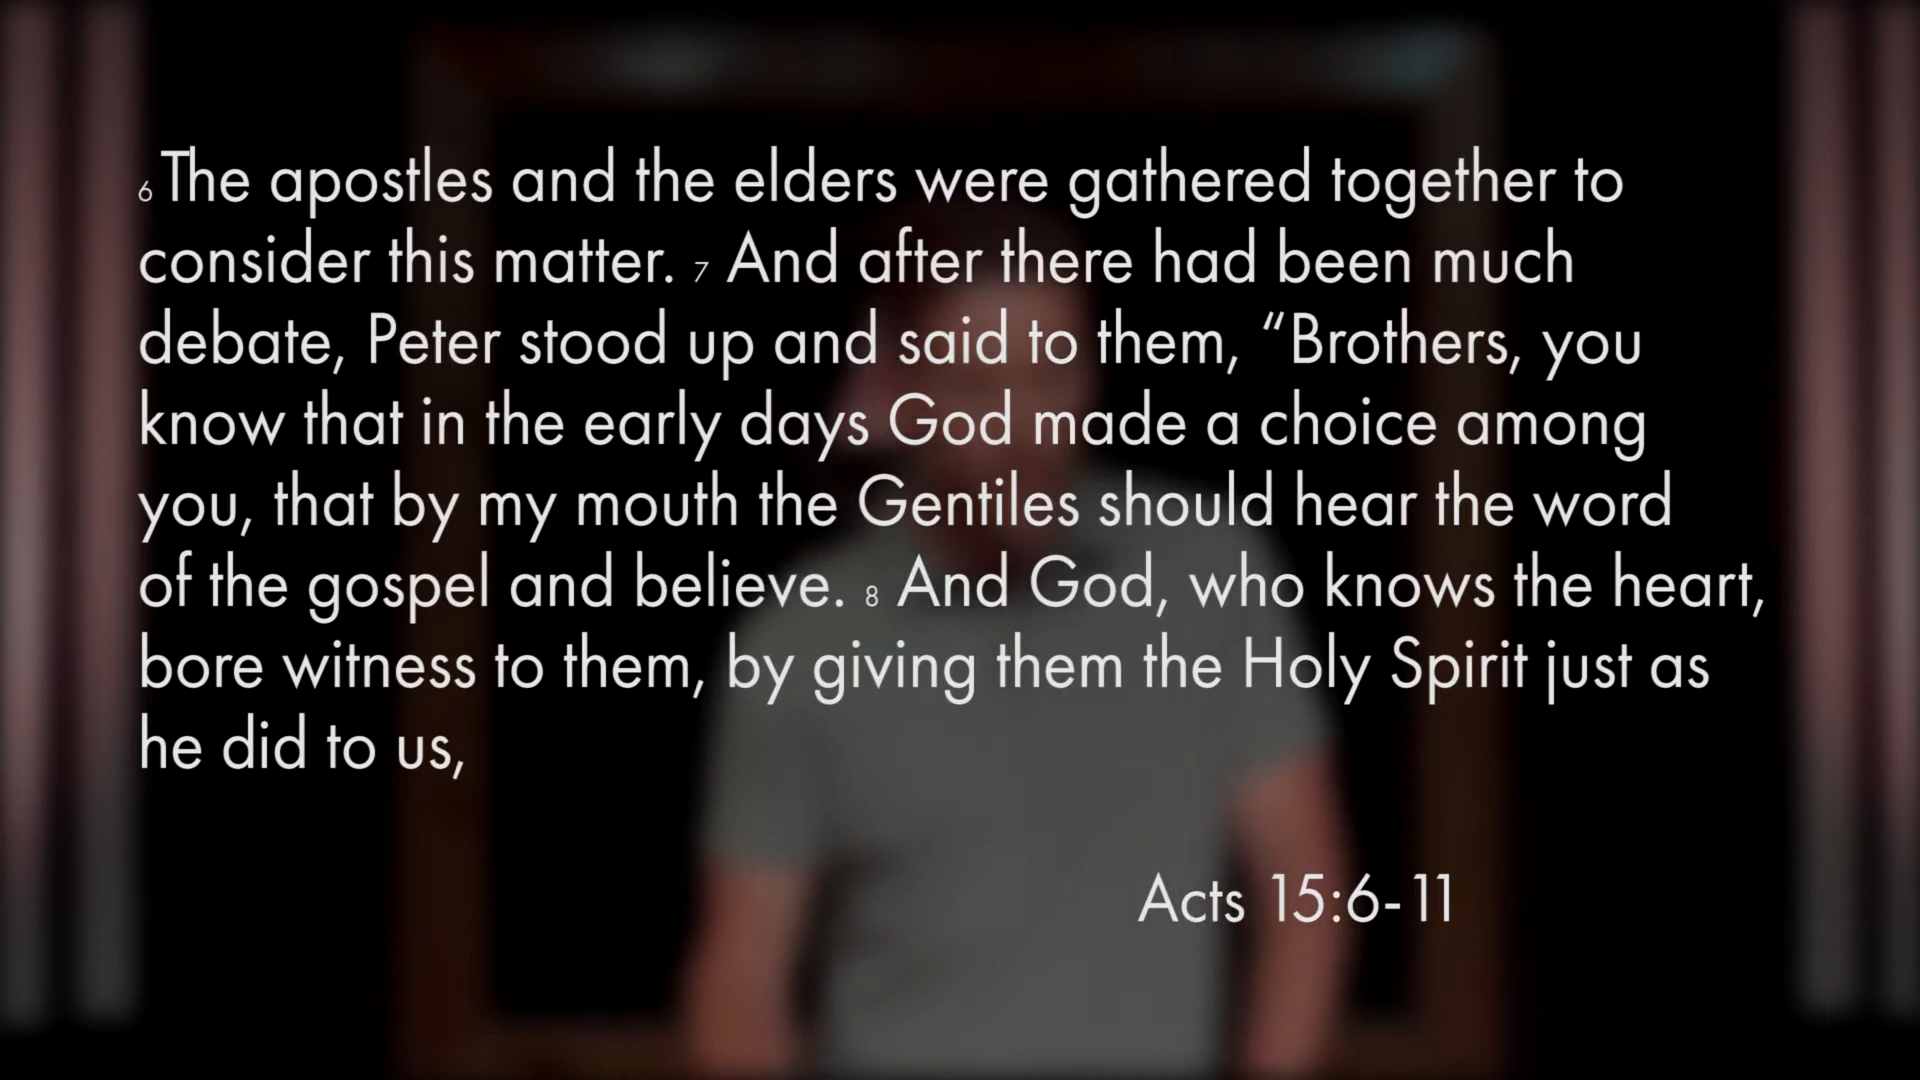 6 The apostles and the elders were gathered together to
consider this matter. 7 And after there had been much
debate, Peter stood up and said to them, “Brothers, you
know that in the early days God made a choice among
you, that by my mouth the Gentiles should hear the word
of the gospel and believe. 8 And God, who knows the heart,
bore witness to them, by giving them the Holy Spirit just as
he did to us,
Acts 15:6-11